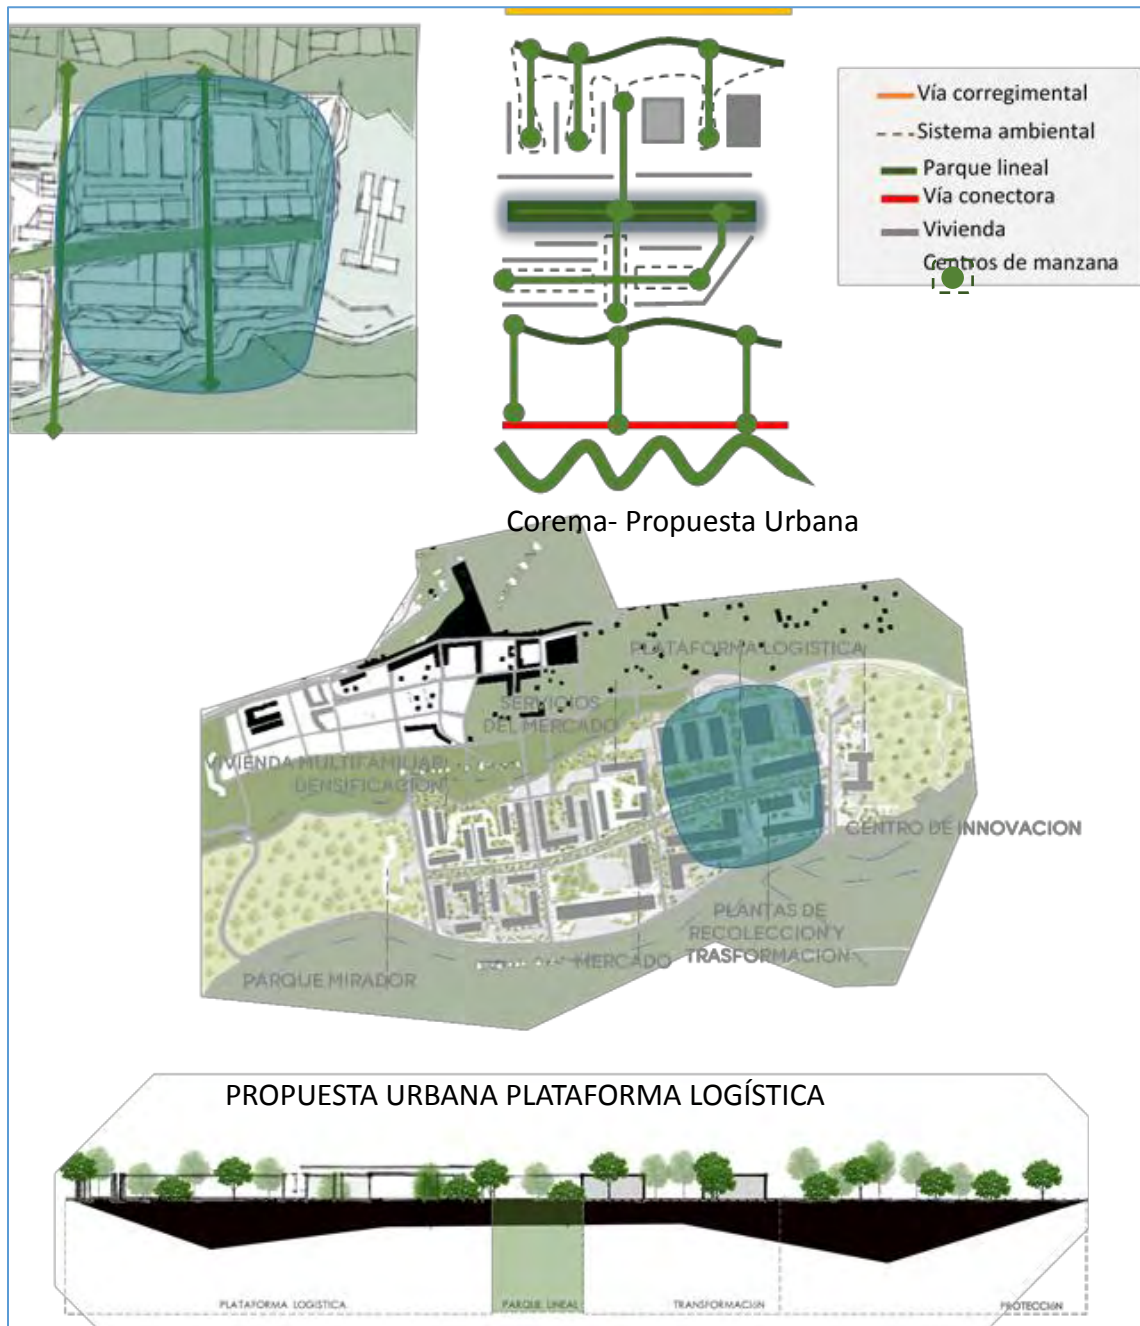 Vía corregimental
Sistema ambiental
Parque lineal
Vía conectora
Vivienda
Centros de manzana
Corema- Propuesta Urbana
PLATAFORMA LOGISTICA
SERVICIOS
DEL MERCADO
VIVIENDA MULTIFAMILIAR
DENSIFICACION
CENTRO DE INNOVACION
PLANTAS DE
RECOLECCION Y
TRASFORMACION
MERCADO
PARQUE MIRADOR
PROPUESTA URBANA PLATAFORMA LOGÍSTICA
PLATAFORMA LOGISTICA
PARQUE LINEAL
TRANSFORMACIÓN
PROTECCIÓN